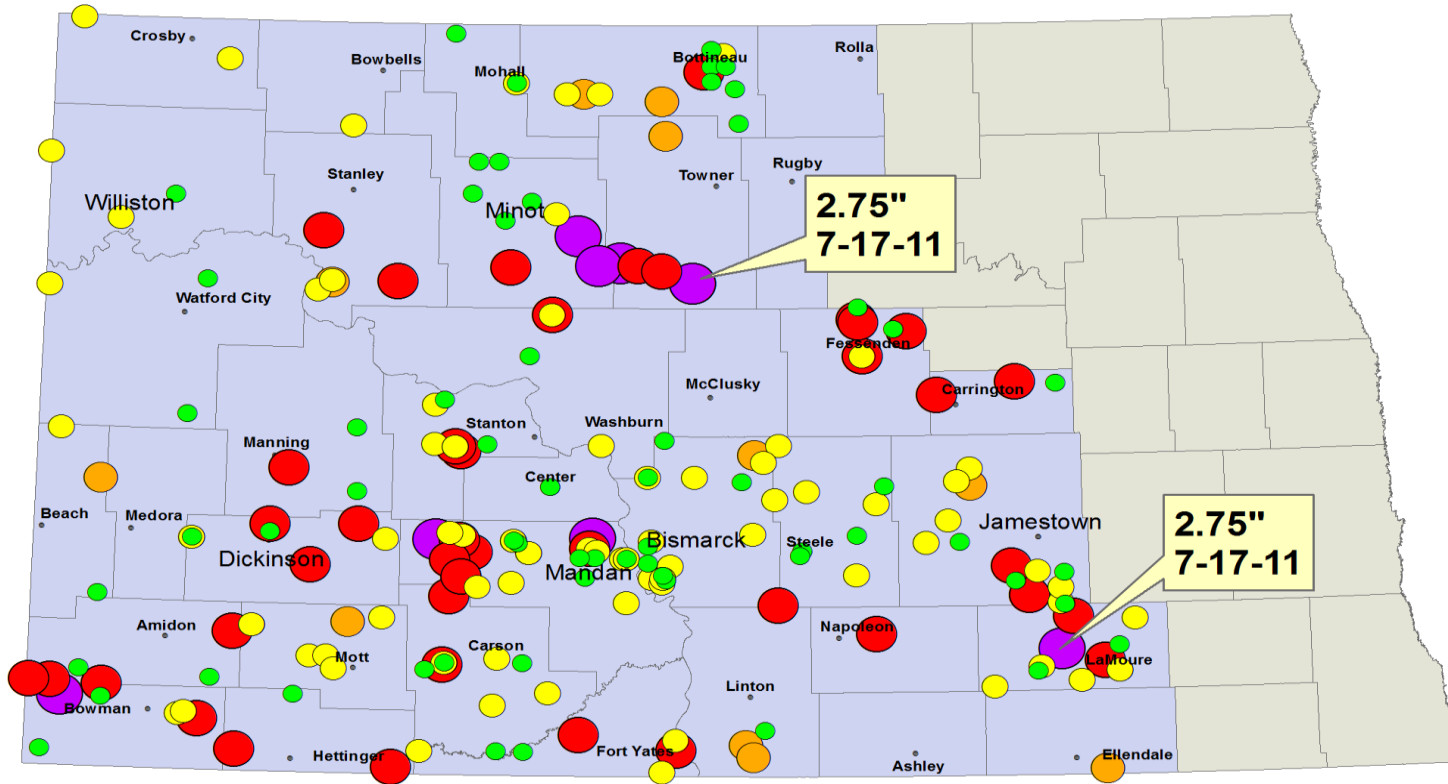 Crosby
Bowbells
Mohall
Bottineau
Rolla
Stanley
Towner
Rugby
Williston
Minot
2.75"
7-17-11
Watford City
Fessenden
McClusky
Carrington
Stanton
Washburn
Manning
Center
Beach
Medora
Dickinson
Mandan
Bismarck
Steele
Jamestown
2.75"
7-17-11
Amidon
Mott
Carson
Napoleon
LaMoure
Bowman
Linton
Hettinger
Fort Yates
Ashley
Ellendale